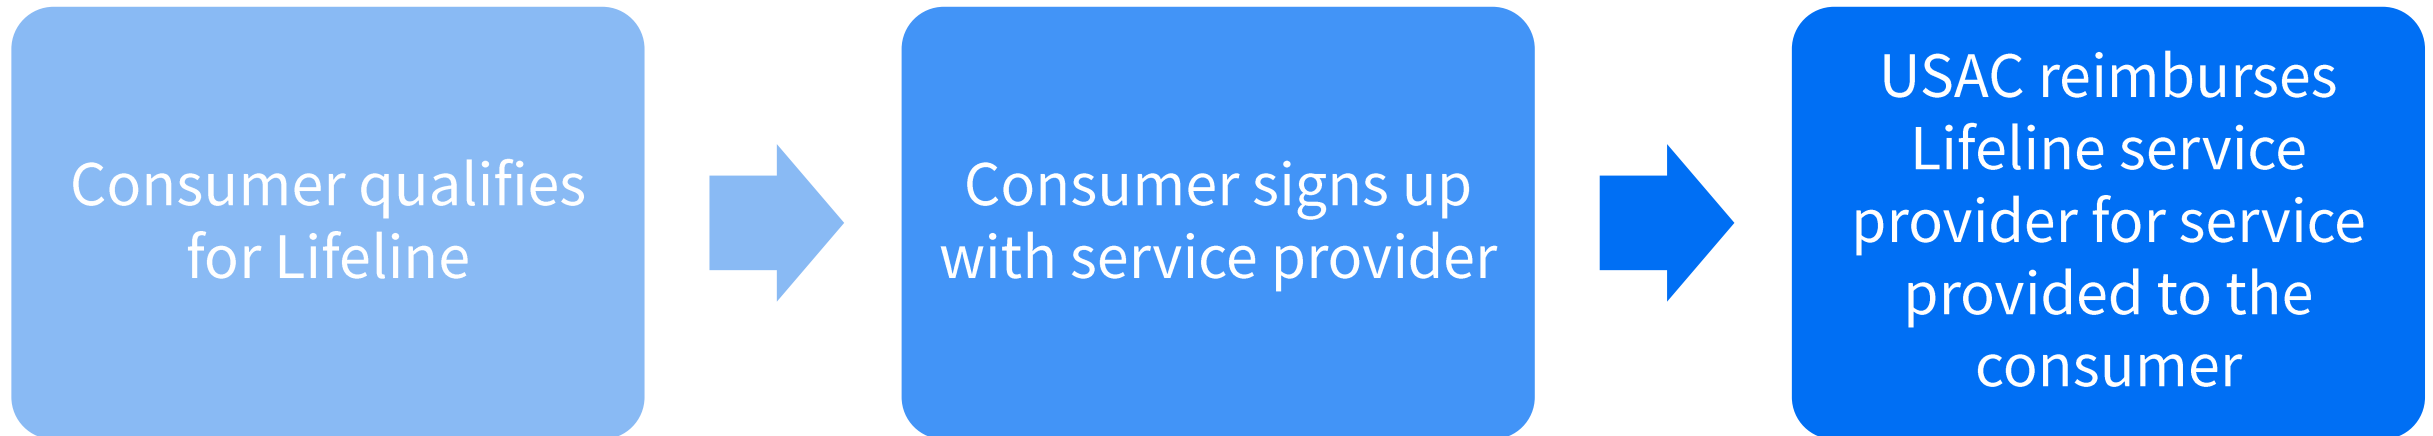 Consumer qualifies
for Lifeline
Consumer signs up
with service provider
USAC reimburses
Lifeline service
provider for service
provided to the
consumer